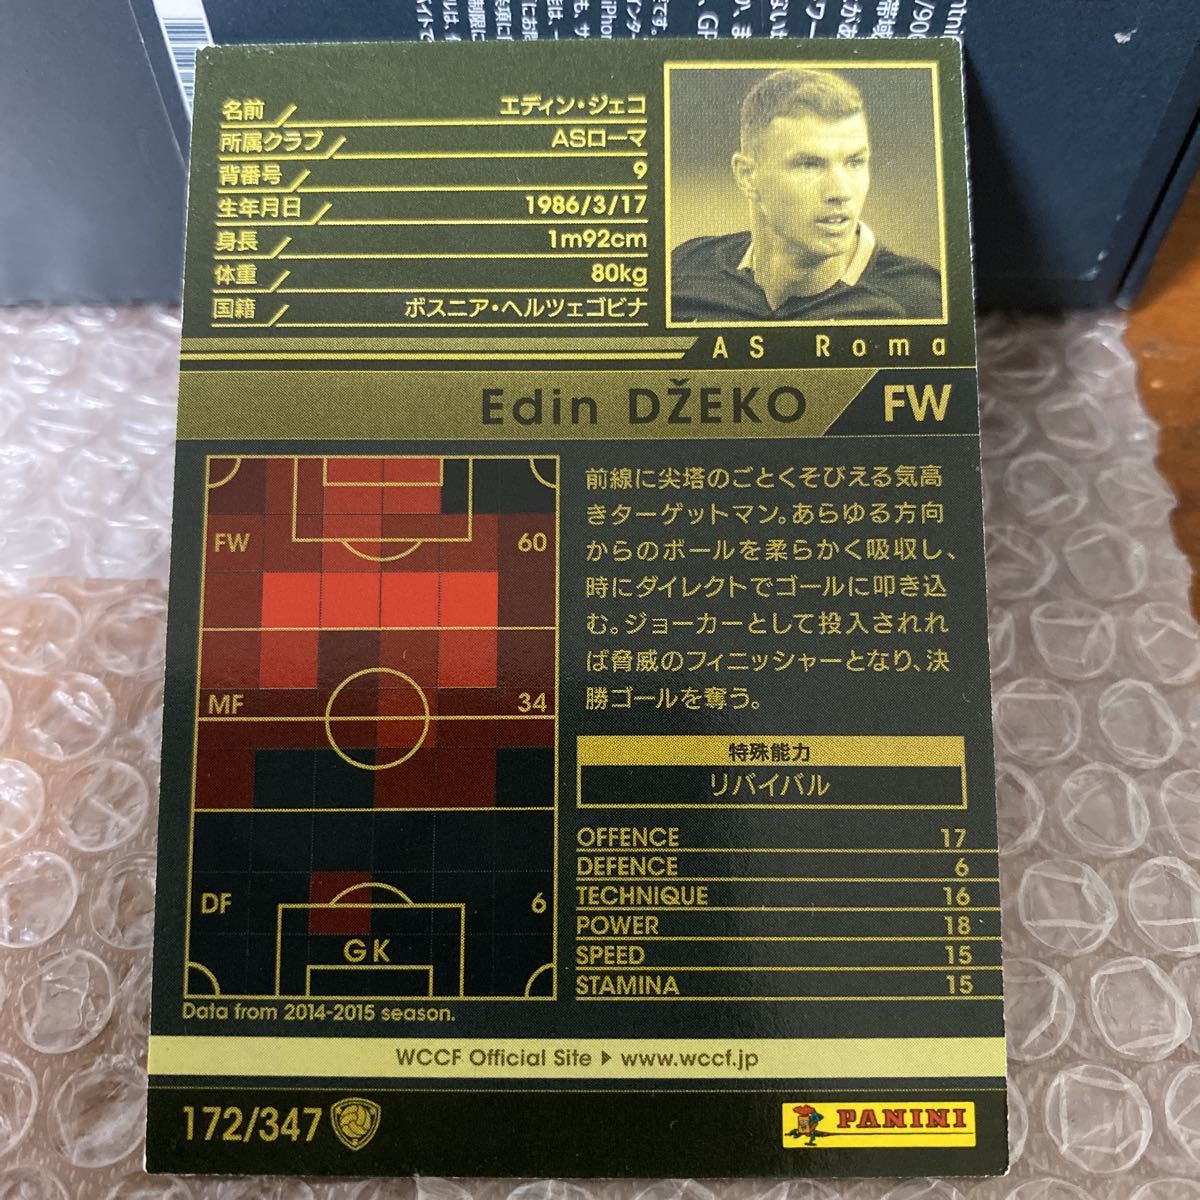 名前 エディン・ジェコ
所属クラブ ASローマ
背番号 9
生年月日 1986/3/17
身長 1m92cm
体重 80kg
国籍 ボスニア・ヘルツェゴビナ
AS Roma
Edin DŽEKO FW
FW 60
MF 34
DF 6
GK
Data from 2014-2015 season.
前線に尖塔のごとくそびえる気高
きターゲットマン。あらゆる方向
からのボールを柔らかく吸収し、
時にダイレクトでゴールに叩き込
む。ジョーカーとして投入されれ
ば脅威のフィニッシャーとなり、決
勝ゴールを奪う。
特殊能力
リバイバル
OFFENCE 17
DEFENCE 6
TECHNIQUE 16
POWER 18
SPEED 15
STAMINA 15
WCCF Official Site ▶ www.wccf.jp
172/347
PANINI